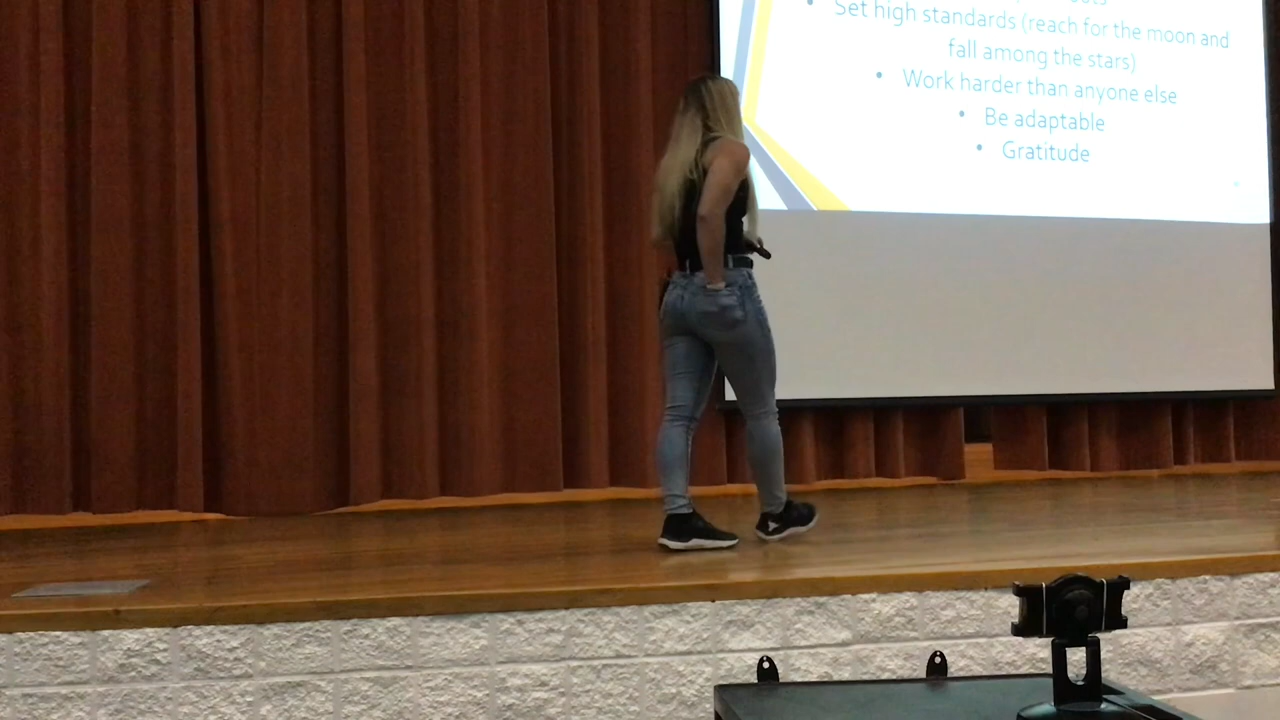 • Set high standards (reach for the moon and
fall among the stars)
• Work harder than anyone else
• Be adaptable
• Gratitude